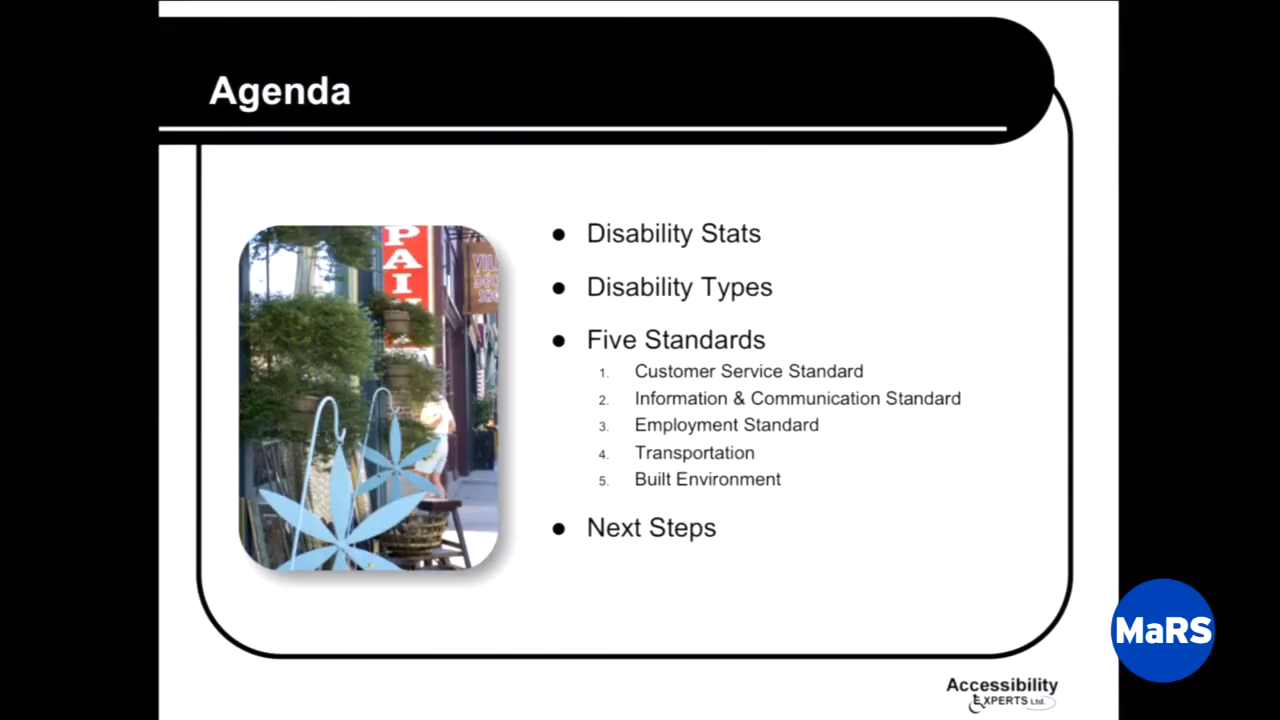 Agenda
● Disability Stats
● Disability Types
● Five Standards
1. Customer Service Standard
2. Information & Communication Standard
3. Employment Standard
4. Transportation
5. Built Environment
● Next Steps
MaRS
Accessibility
EXPERTS Ltd.